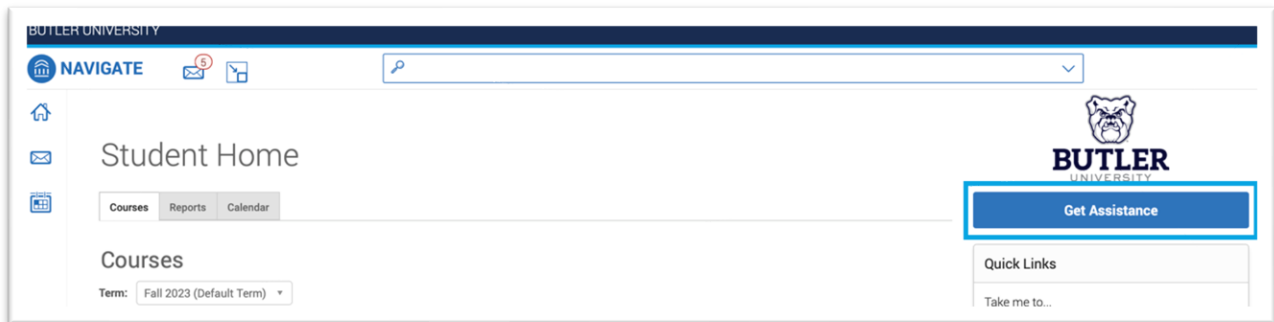 BUTLER UNIVERSITY
NAVIGATE
5
Student Home
BUTLER
UNIVERSITY
Courses Reports Calendar
Get Assistance
Courses
Quick Links
Term: Fall 2023 (Default Term)
Take me to...